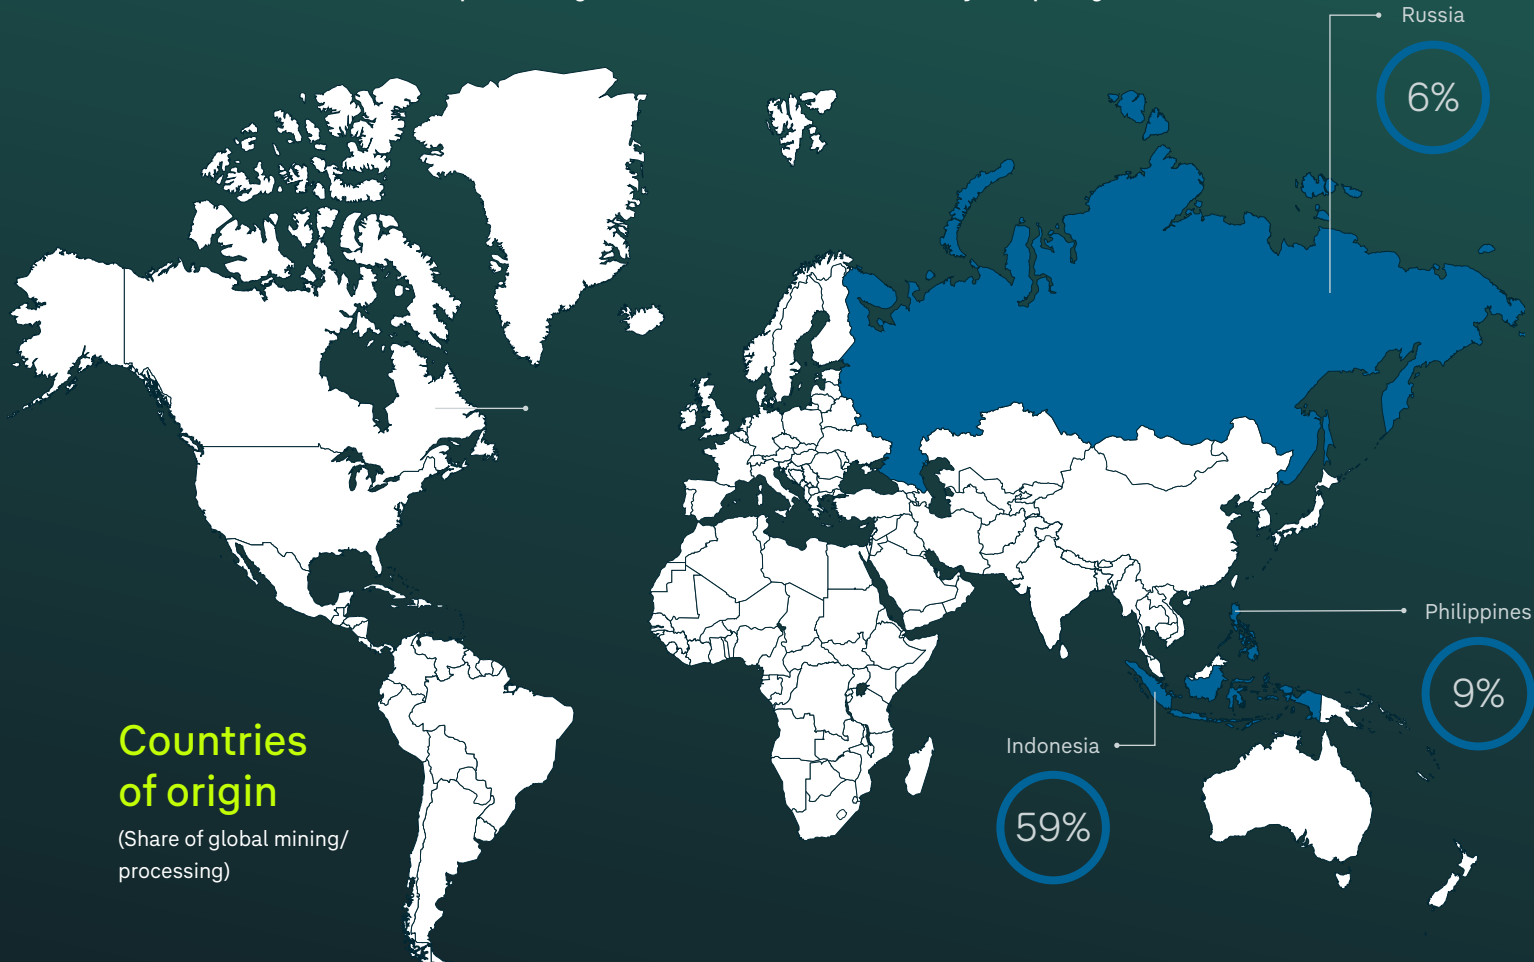 Russia
6%
Philippines
9%
Indonesia
59%
Countries
of origin
(Share of global mining/
processing)